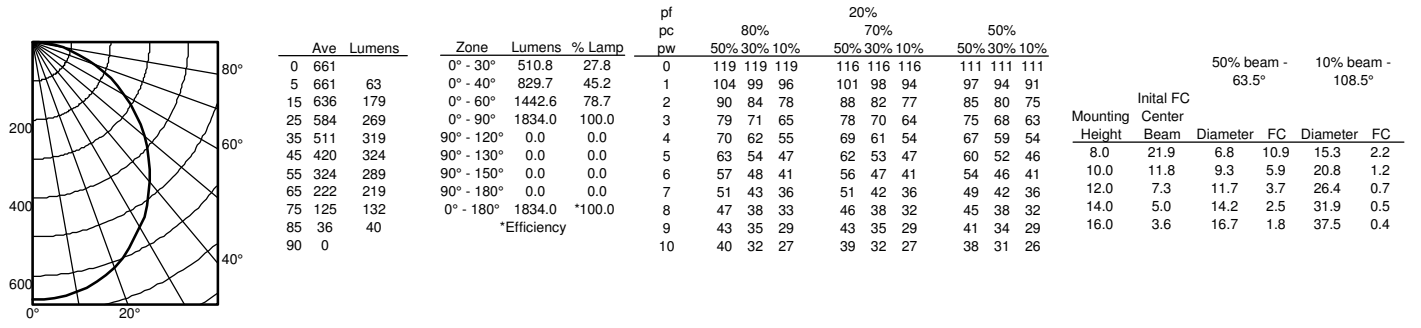 80°
60°
40°
200
400
600
0° 20°
Ave Lumens
0 661
5 661 63
15 636 179
25 584 269
35 511 319
45 420 324
55 324 289
65 222 219
75 125 132
85 36 40
90 0
Zone Lumens % Lamp
0° - 30° 510.8 27.8
0° - 40° 829.7 45.2
0° - 60° 1442.6 78.7
0° - 90° 1834.0 100.0
90° - 120° 0.0 0.0
90° - 130° 0.0 0.0
90° - 150° 0.0 0.0
90° - 180° 0.0 0.0
0° - 180° 1834.0 *100.0
*Efficiency
pf 20%
pc 80% 70% 50%
pw 50% 30% 10% 50% 30% 10% 50% 30% 10%
0 119 119 119 116 116 116 111 111 111
1 104 99 96 101 98 94 97 94 91
2 90 84 78 88 82 77 85 80 75
3 79 71 65 78 70 64 75 68 63
4 70 62 55 69 61 54 67 59 54
5 63 54 47 62 53 47 60 52 46
6 57 48 41 56 47 41 54 46 41
7 51 43 36 51 42 36 49 42 36
8 47 38 33 46 38 32 45 38 32
9 43 35 29 43 35 29 41 34 29
10 40 32 27 39 32 27 38 31 26
50% beam - 10% beam -
63.5° 108.5°
Inital FC
Mounting Center
Height Beam Diameter FC Diameter FC
8.0 21.9 6.8 10.9 15.3 2.2
10.0 11.8 9.3 5.9 20.8 1.2
12.0 7.3 11.7 3.7 26.4 0.7
14.0 5.0 14.2 2.5 31.9 0.5
16.0 3.6 16.7 1.8 37.5 0.4